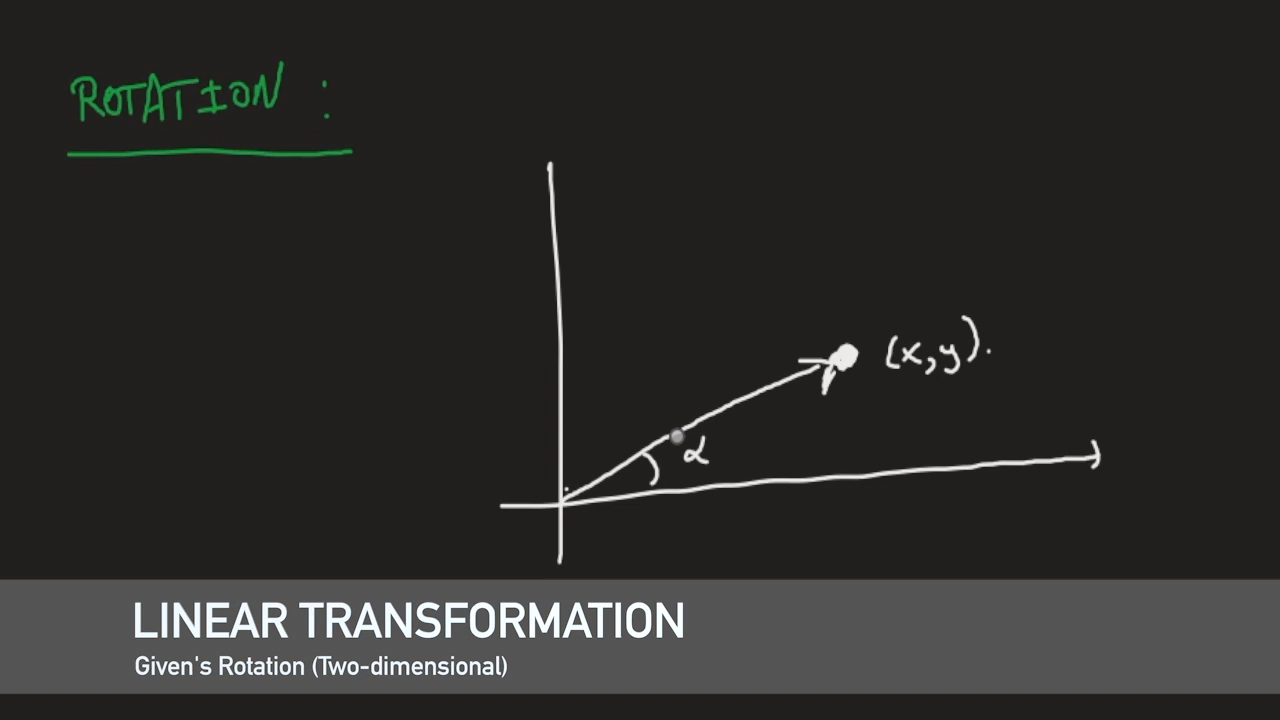 ROTATION :
(x,y).
α
LINEAR TRANSFORMATION
Given's Rotation (Two-dimensional)